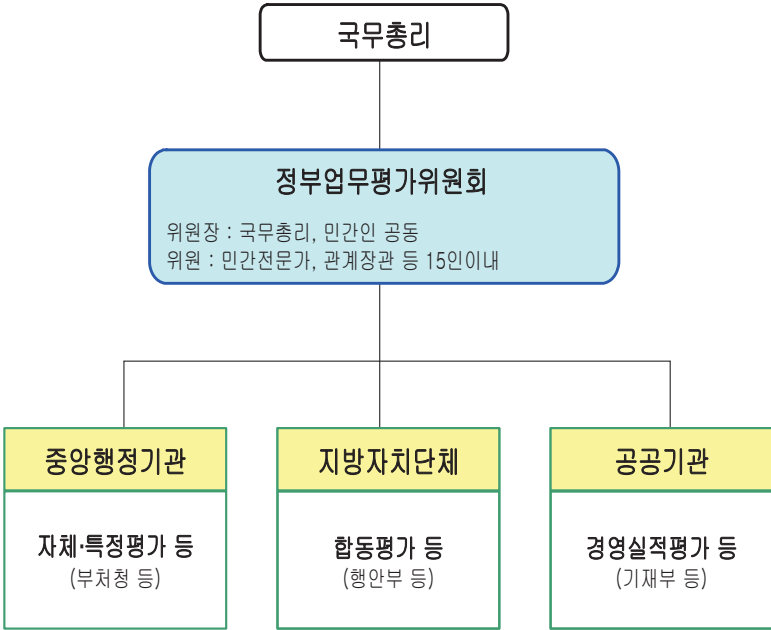 국무총리
정부업무평가위원회
위원장 : 국무총리, 민간인 공동
위원 : 민간전문가, 관계장관 등 15인이내
중앙행정기관
자체·특정평가 등
(부처청 등)
지방자치단체
합동평가 등
(행안부 등)
공공기관
경영실적평가 등
(기재부 등)